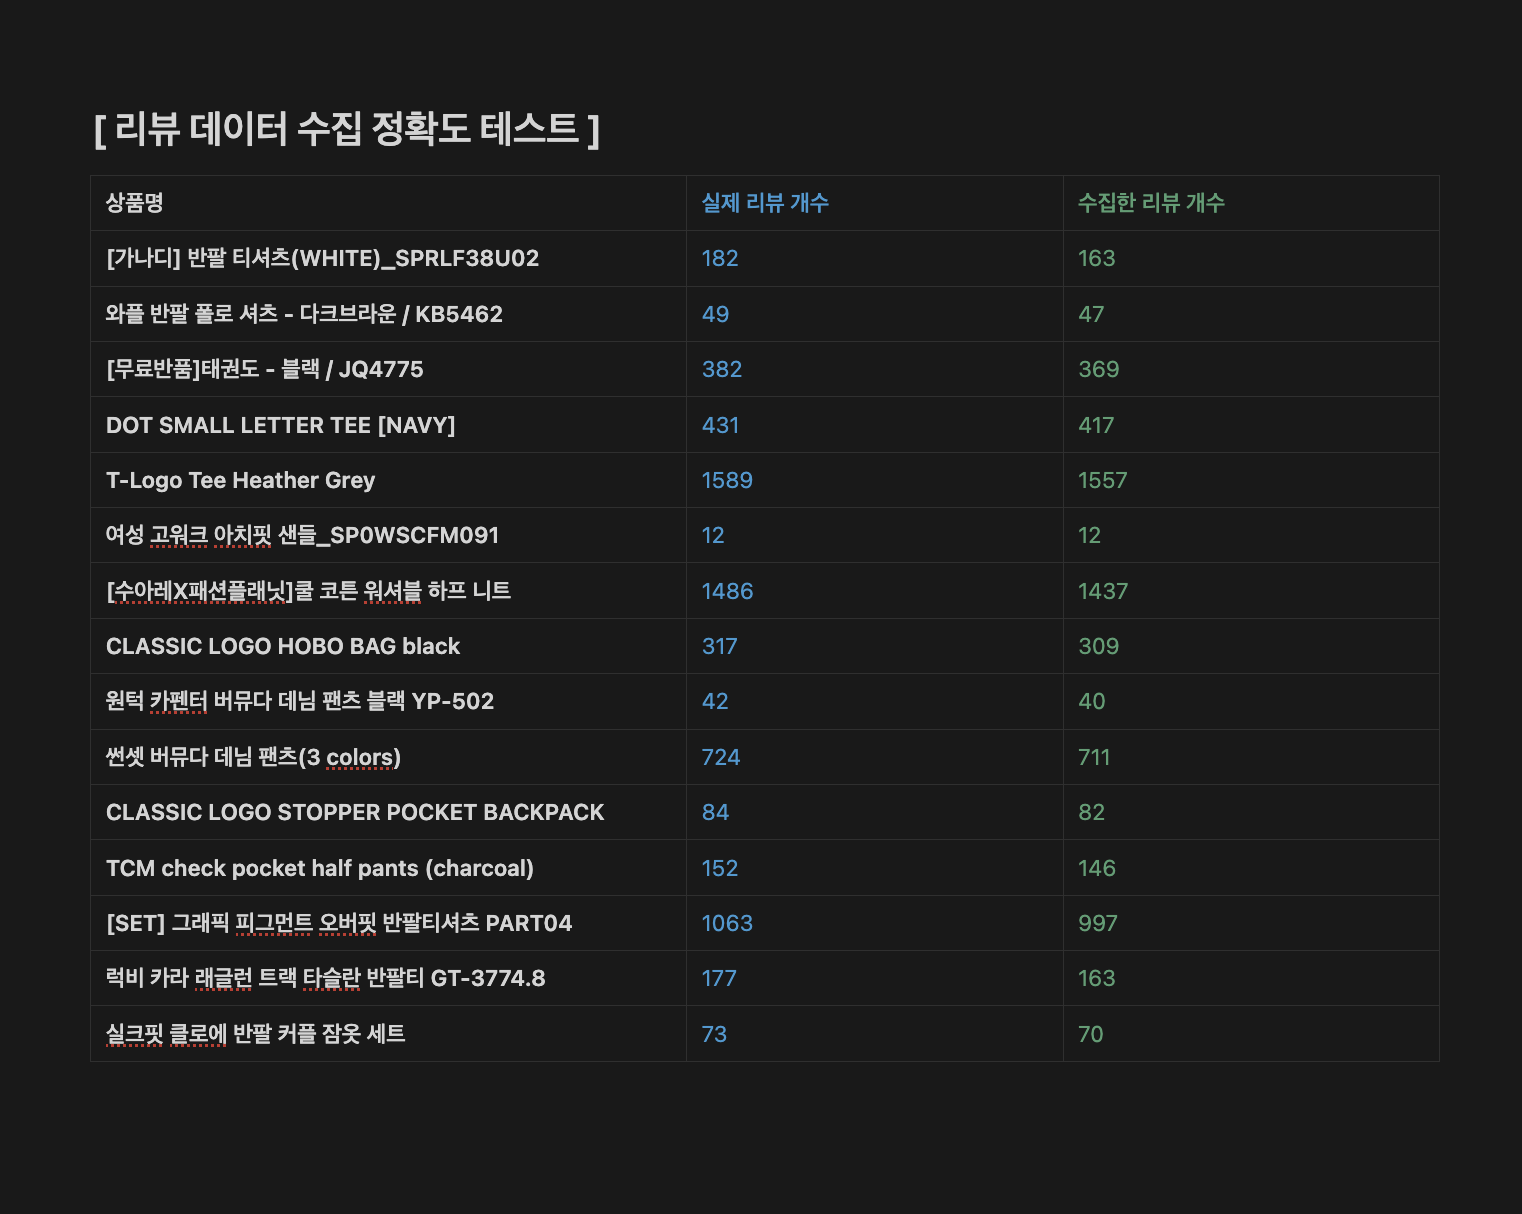 [ 리뷰 데이터 수집 정확도 테스트 ]
상품명 실제 리뷰 개수 수집한 리뷰 개수
[가나디] 반팔 티셔츠(WHITE)_SPRLF38U02 182 163
와플 반팔 폴로 셔츠 - 다크브라운 / KB5462 49 47
[무료반품]태권도 - 블랙 / JQ4775 382 369
DOT SMALL LETTER TEE [NAVY] 431 417
T-Logo Tee Heather Grey 1589 1557
여성 고워크 아치핏 샌들_SP0WSCFM091 12 12
[수아레X패션플래닛]쿨 코튼 워셔블 하프 니트 1486 1437
CLASSIC LOGO HOBO BAG black 317 309
원턱 카펜터 버뮤다 데님 팬츠 블랙 YP-502 42 40
썬셋 버뮤다 데님 팬츠(3 colors) 724 711
CLASSIC LOGO STOPPER POCKET BACKPACK 84 82
TCM check pocket half pants (charcoal) 152 146
[SET] 그래픽 피그먼트 오버핏 반팔티셔츠 PART04 1063 997
럭비 카라 래글런 트랙 타슬란 반팔티 GT-3774.8 177 163
실크핏 클로에 반팔 커플 잠옷 세트 73 70